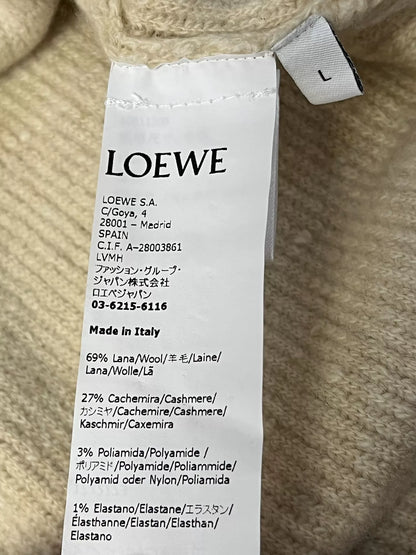 L
LOEWE
LOEWE S.A.
C/Goya, 4
28001 – Madrid
SPAIN
C.I.F. A-28003861
LVMH
ファッション・グループ・
ジャパン株式会社
ロエベジャパン
03-6215-6116
Made in Italy
69% Lana/Wool/羊毛/Laine/
Lana/Wolle/Lã
27% Cachemira/Cashmere/
カシミヤ/Cachemire/Cashmere/
Kaschmir/Caxemira
3% Poliamida/Polyamide /
ポリアミド/Polyamide/Poliammide/
Polyamid oder Nylon/Poliamida
1% Elastano/Elastane/エラスタン/
Élasthanne/Elastan/Elasthan/
Elastano